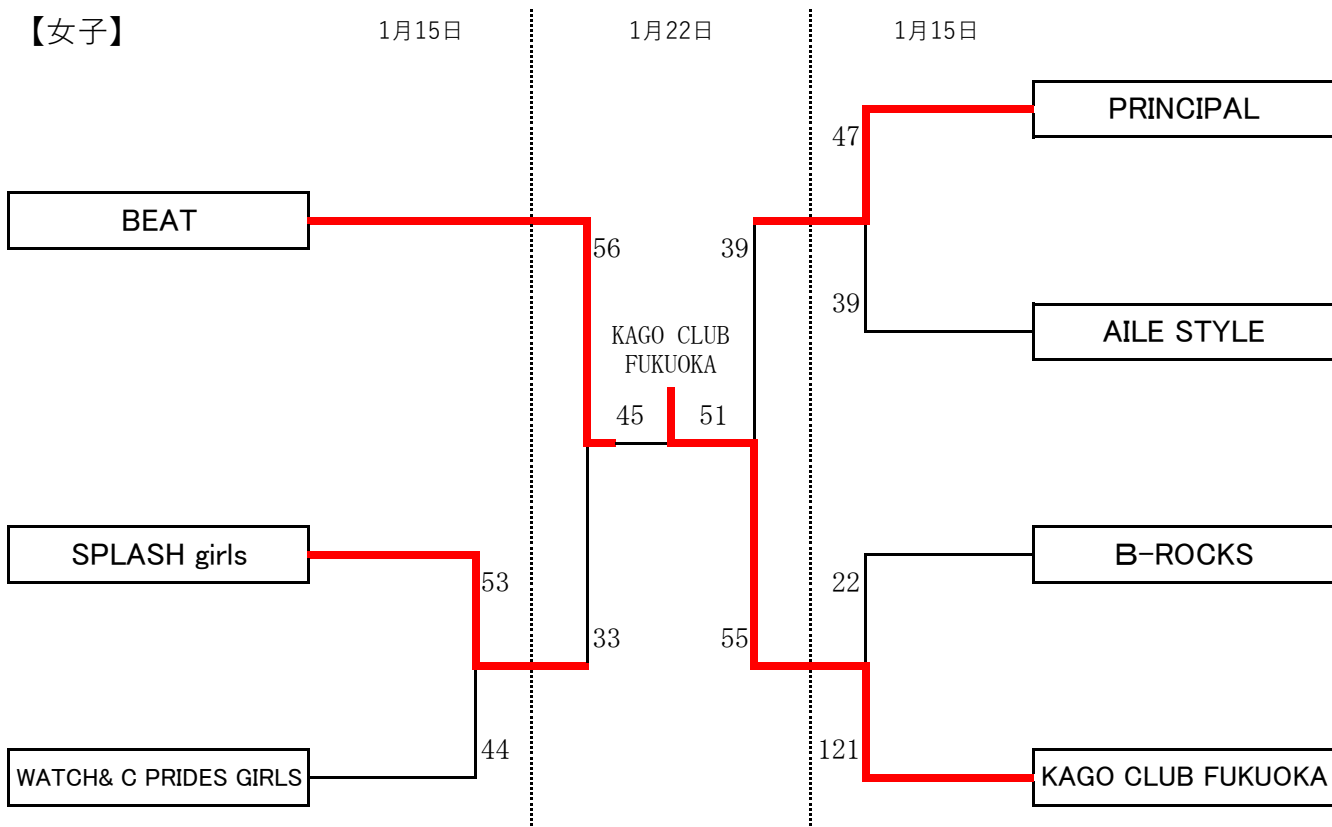 【女子】
1月15日
1月22日
1月15日
PRINCIPAL
47
BEAT
56
39
39
AILE STYLE
KAGO CLUB
FUKUOKA
45
51
SPLASH girls
B-ROCKS
53
22
33
55
44
121
WATCH& C PRIDES GIRLS
KAGO CLUB FUKUOKA